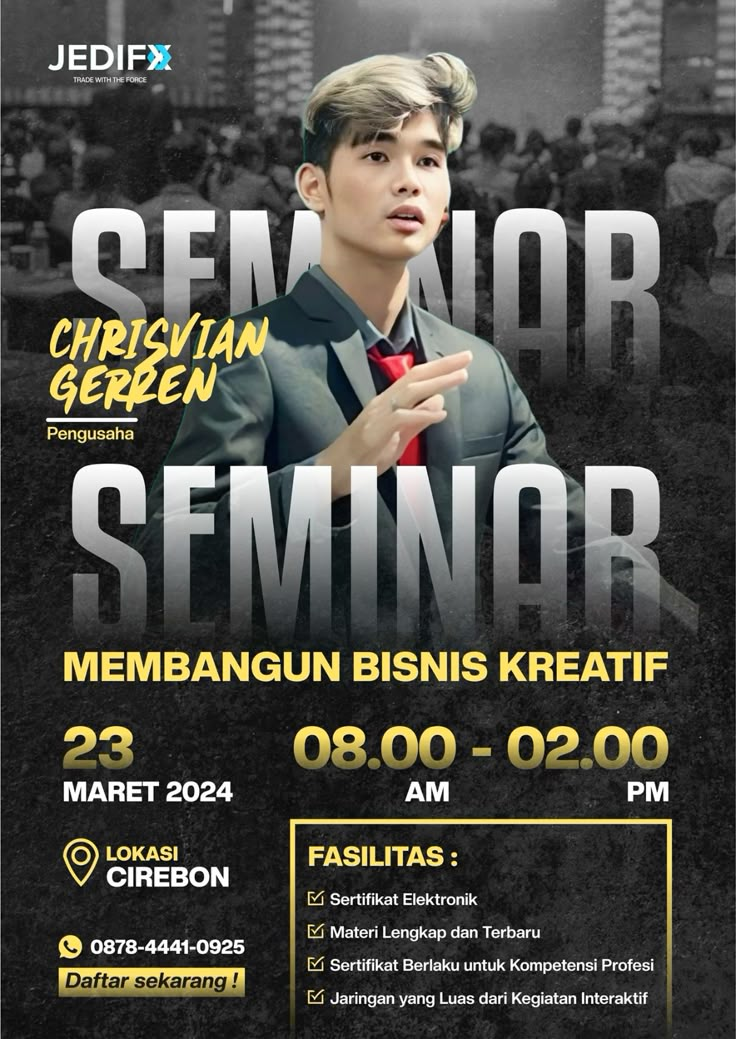 JEDIFX
TRADE WITH THE FORCE
SEMINAR
CHRISVIAN
GERREN
Pengusaha
SEMINAR
MEMBANGUN BISNIS KREATIF
23
MARET 2024
08.00 - 02.00
AM PM
LOKASI
CIREBON
0878-4441-0925
Daftar sekarang !
FASILITAS :
Sertifikat Elektronik
Materi Lengkap dan Terbaru
Sertifikat Berlaku untuk Kompetensi Profesi
Jaringan yang Luas dari Kegiatan Interaktif